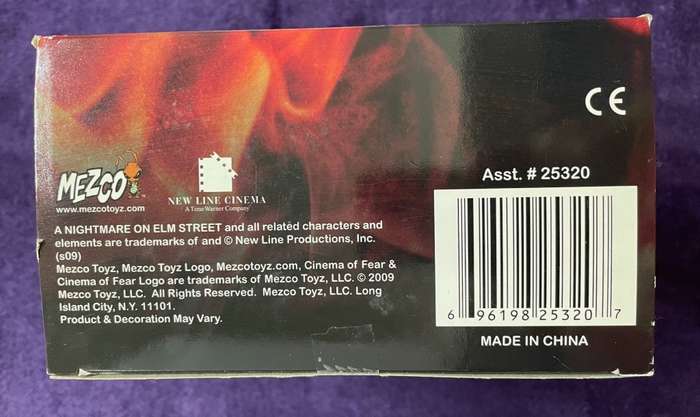 CE
MEZCO
www.mezcotoyz.com
NEW LINE CINEMA
A Time Warner Company
A NIGHTMARE ON ELM STREET and all related characters and
elements are trademarks of and © New Line Productions, Inc.
(s09)
Mezco Toyz, Mezco Toyz Logo, Mezcotoyz.com, Cinema of Fear &
Cinema of Fear Logo are trademarks of Mezco Toyz, LLC. © 2009
Mezco Toyz, LLC. All Rights Reserved. Mezco Toyz, LLC. Long
Island City, N.Y. 11101.
Product & Decoration May Vary.
Asst. # 25320
6 96198 25320 7
MADE IN CHINA